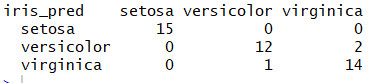 iris_pred    setosa versicolor virginica
  setosa         15          0         0
  versicolor      0         12         2
  virginica       0          1        14
>